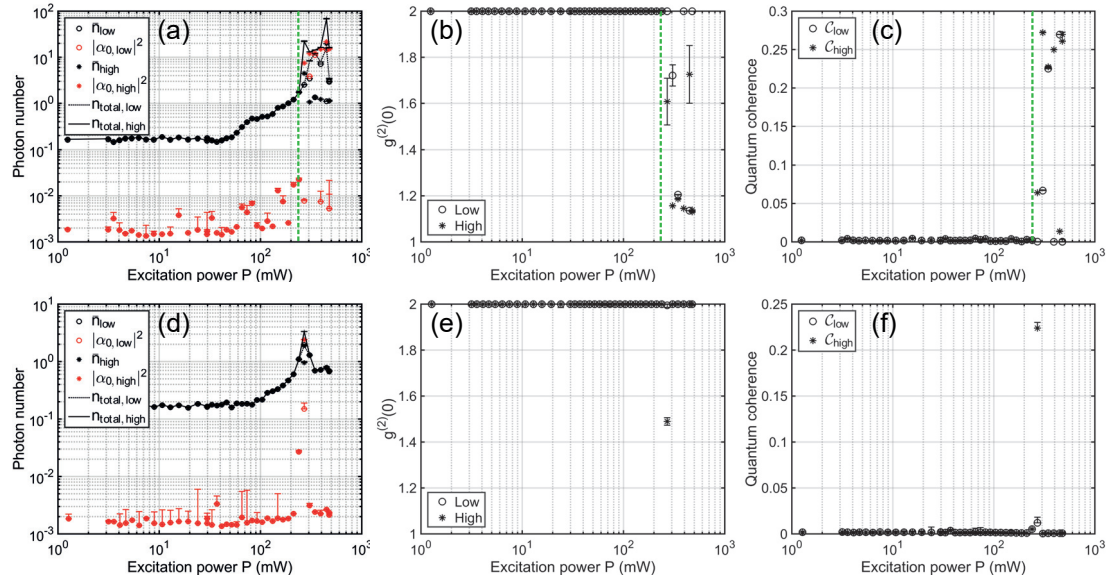 (a)
Photon number
10²
10¹
10⁰
10⁻¹
10⁻²
10⁻³
n̄low
|α0, low|²
n̄high
|α0, high|²
ntotal, low
ntotal, high
10⁰ 10¹ 10² 10³
Excitation power P (mW)
(b)
g⁽²⁾(0)
2
1.8
1.6
1.4
1.2
1
Low
High
10⁰ 10¹ 10² 10³
Excitation power P (mW)
(c)
Quantum coherence
0.3
0.25
0.2
0.15
0.1
0.05
0
Clow
Chigh
10⁰ 10¹ 10² 10³
Excitation power P (mW)
(d)
Photon number
10¹
10⁰
10⁻¹
10⁻²
10⁻³
n̄low
|α0, low|²
n̄high
|α0, high|²
ntotal, low
ntotal, high
10⁰ 10¹ 10² 10³
Excitation power P (mW)
(e)
g⁽²⁾(0)
2
1.8
1.6
1.4
1.2
1
Low
High
10⁰ 10¹ 10² 10³
Excitation power P (mW)
(f)
Quantum coherence
0.25
0.2
0.15
0.1
0.05
0
Clow
Chigh
10⁰ 10¹ 10² 10³
Excitation power P (mW)